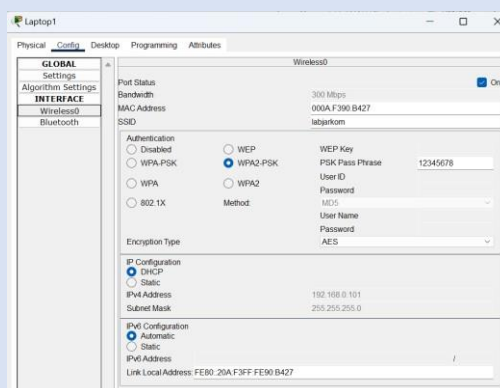 Laptop1
Physical Config Desktop Programming Attributes
GLOBAL
Settings
Algorithm Settings
INTERFACE
Wireless0
Bluetooth
Wireless0
Port Status On
Bandwidth 300 Mbps
MAC Address 000A.F390.B427
SSID labjarkom
Authentication
Disabled WEP WEP Key
WPA-PSK WPA2-PSK PSK Pass Phrase 12345678
User ID
WPA WPA2 Password
802.1X Method: MD5
User Name
Password
Encryption Type AES
IP Configuration
DHCP
Static
IPv4 Address 192.168.0.101
Subnet Mask 255.255.255.0
IPv6 Configuration
Automatic
Static
IPv6 Address /
Link Local Address: FE80::20A:F3FF:FE90:B427